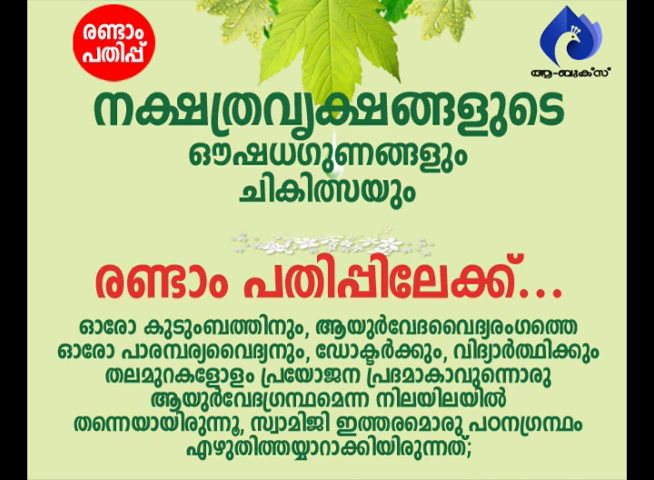 രണ്ടാം
പതിപ്പ്
ആ-ബുക്സ്
നക്ഷത്രവൃക്ഷങ്ങളുടെ
ഔഷധഗുണങ്ങളും
ചികിത്സയും
രണ്ടാം പതിപ്പിലേക്ക്...
ഓരോ കുടുംബത്തിനും, ആയുർവേദവൈദ്യരംഗത്തെ
ഓരോ പാരമ്പര്യവൈദ്യനും, ഡോക്ടർക്കും, വിദ്യാർത്ഥിക്കും
തലമുറകളോളം പ്രയോജന പ്രദമാകാവുന്നൊരു
ആയുർവേദഗ്രന്ഥമെന്ന നിലയിലയിൽ
തന്നെയായിരുന്നൂ, സ്വാമിജി ഇത്തരമൊരു പഠനഗ്രന്ഥം
എഴുതിത്തയ്യാറാക്കിയിരുന്നത്;